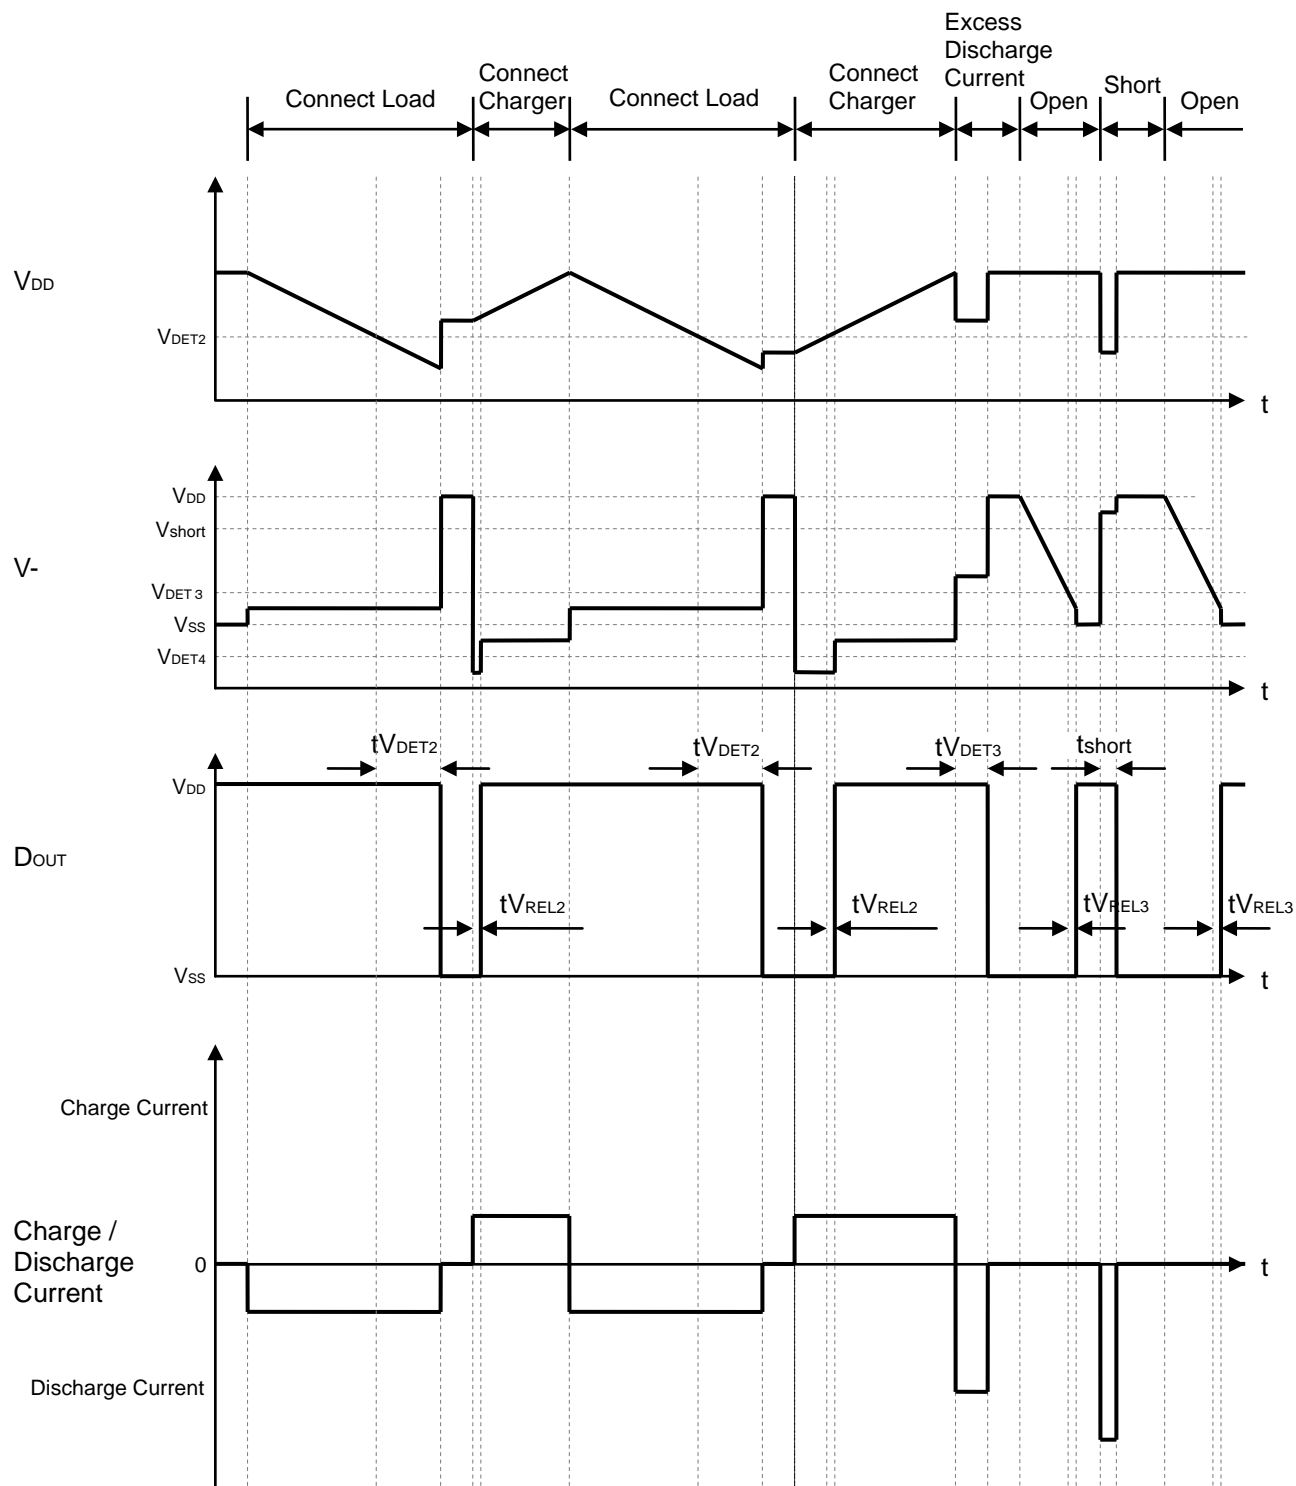 Excess
Discharge
Current
Connect
Charger
Connect Load
Connect Load
Connect
Charger
Open
Short
Open
VDD
VDET2
t
VDD
Vshort
V-
VDET3
VSS
VDET4
t
tVDET2
tVDET2
tVDET3
tshort
VDD
DOUT
tVREL2
tVREL2
tVREL3
tVREL3
VSS
t
Charge Current
Charge /
Discharge
Current
0
t
Discharge Current